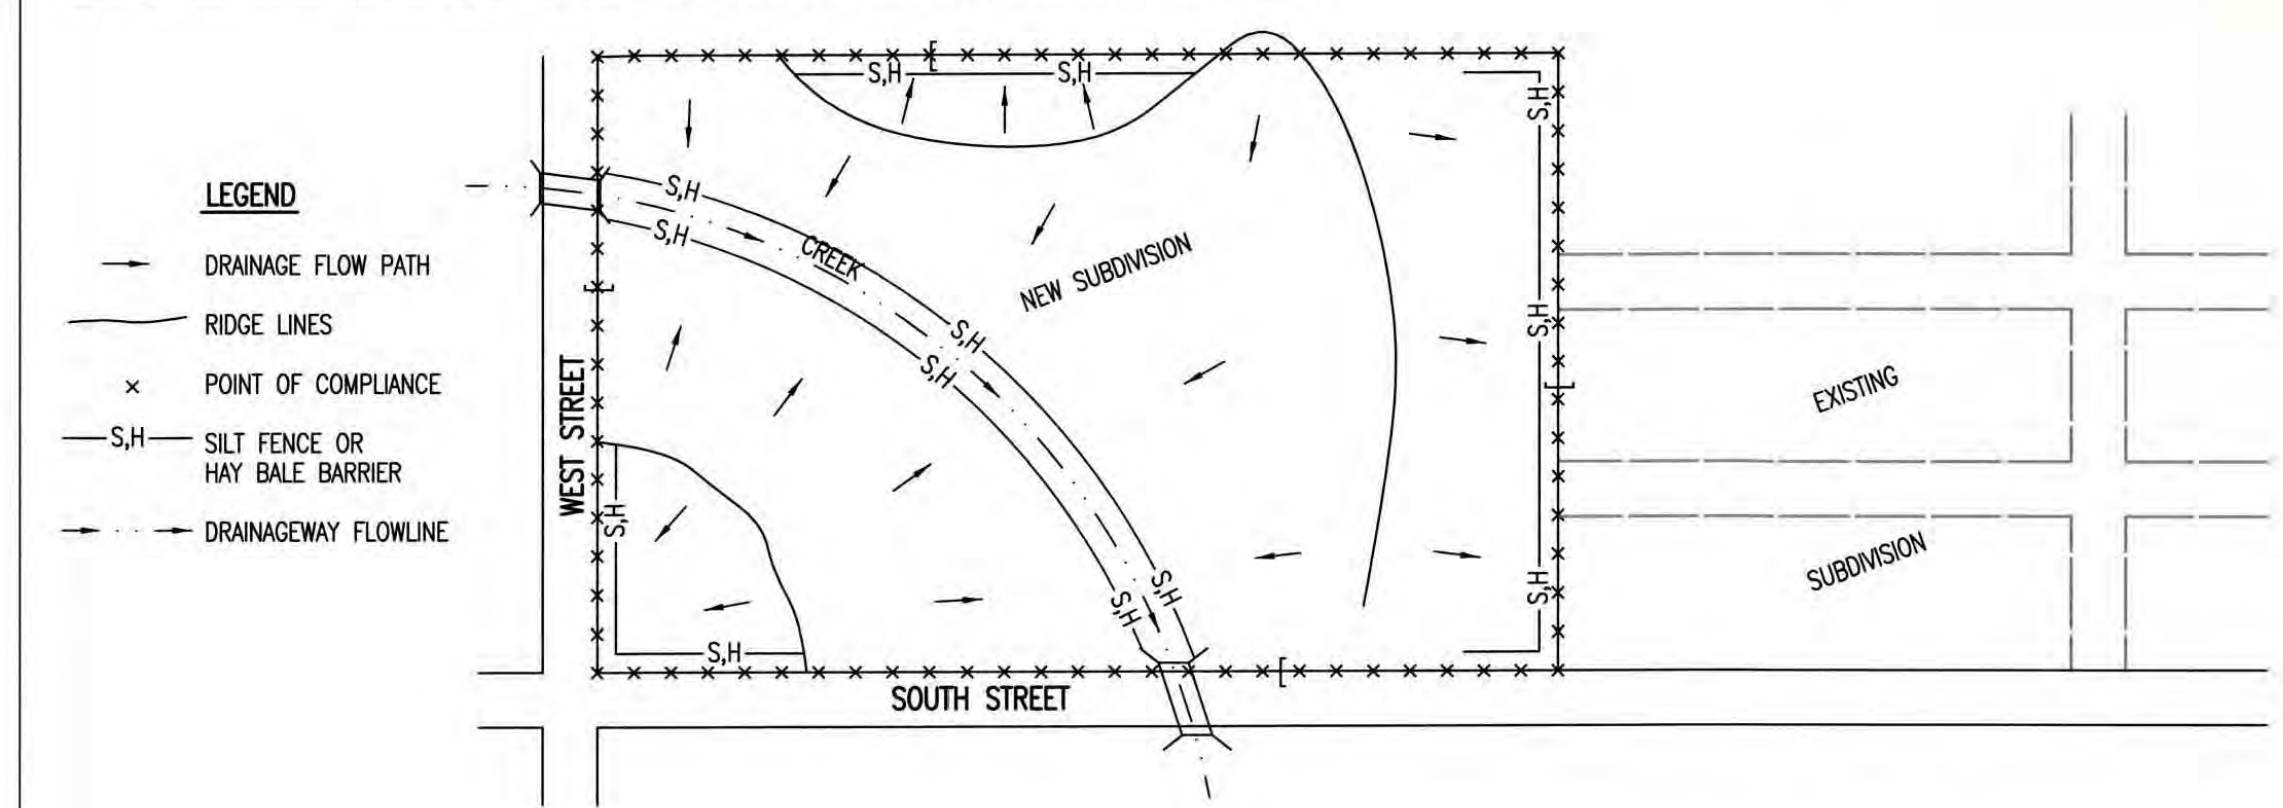 LEGEND
DRAINAGE FLOW PATH
RIDGE LINES
POINT OF COMPLIANCE
S,H
SILT FENCE OR
HAY BALE BARRIER
DRAINAGEWAY FLOWLINE
S,H
S,H
S,H
S,H
CREEK
NEW SUBDIVISION
S,H
S,H
S,H
S,H
S,H
S,H
S,H
WEST STREET
S,H
S,H
SOUTH STREET
EXISTING
SUBDIVISION